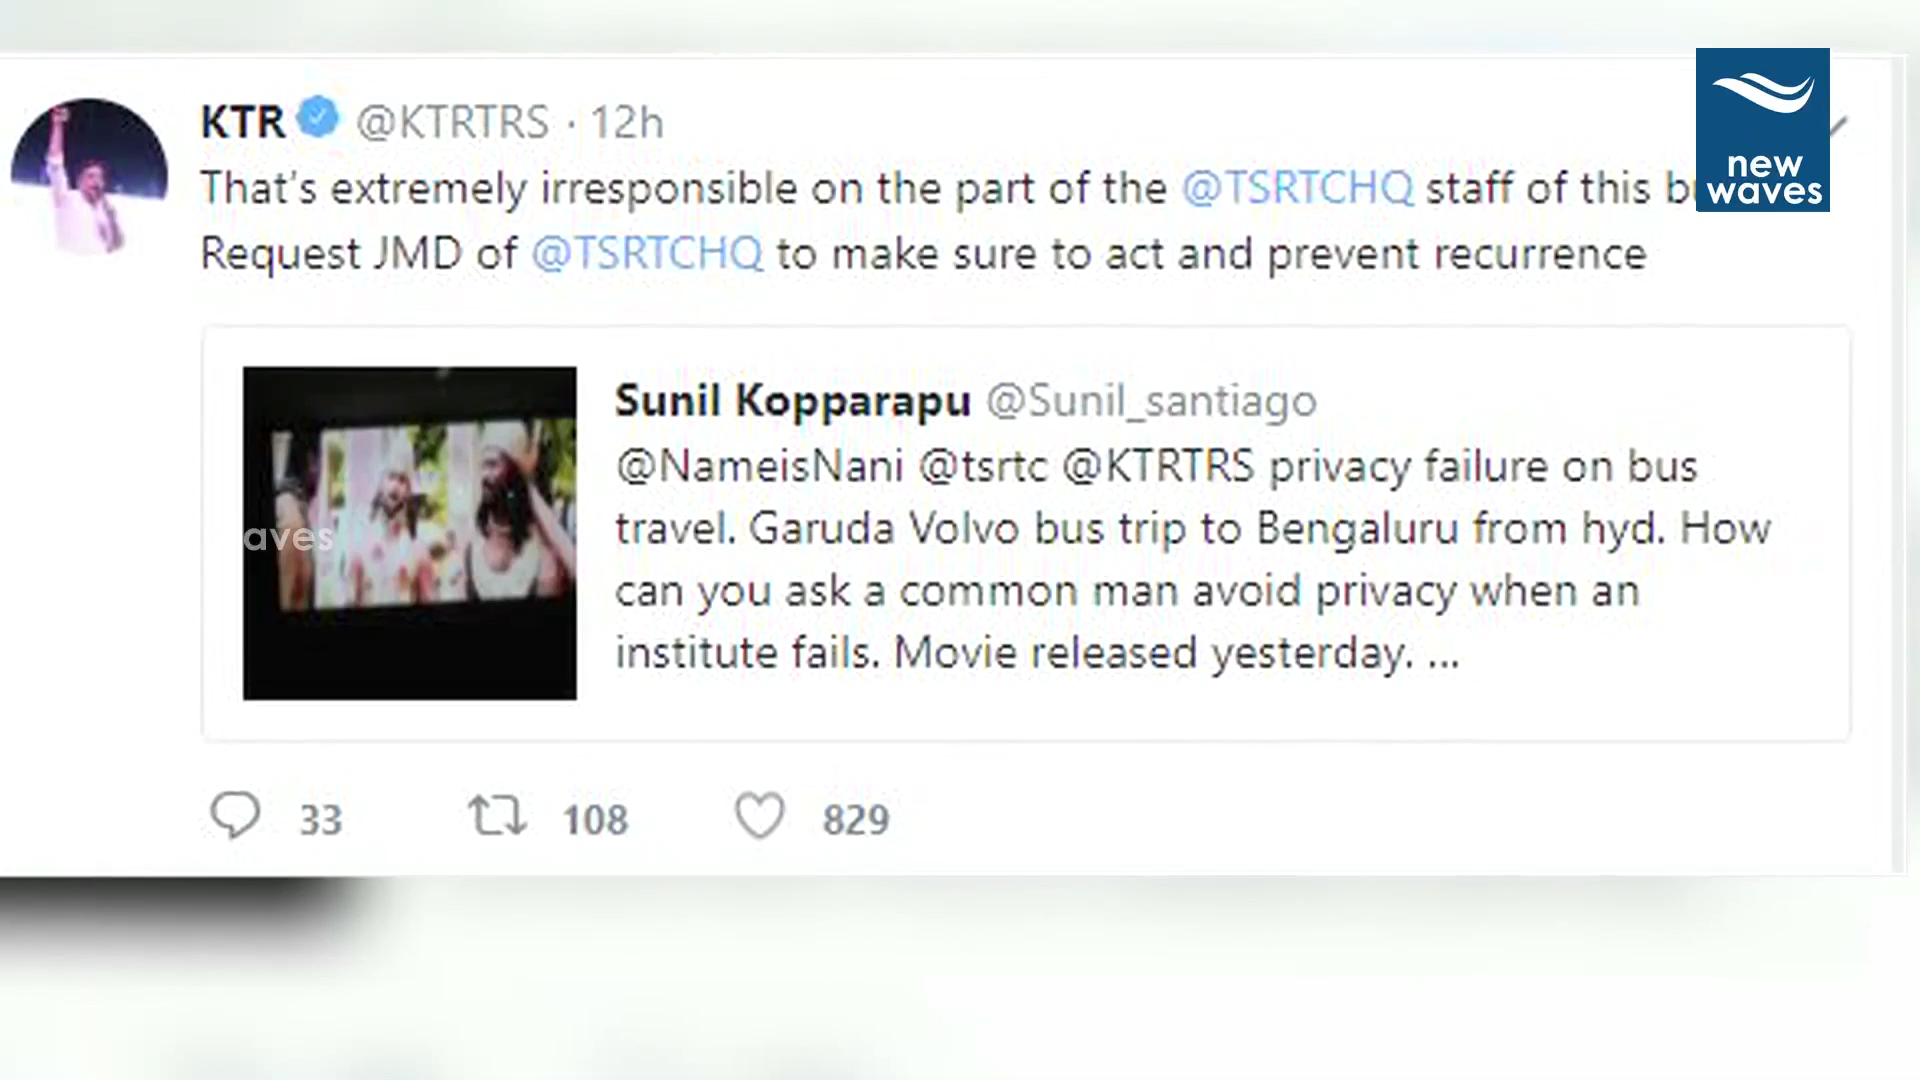 KTR @KTRTRS · 12h
That's extremely irresponsible on the part of the @TSRTCHQ staff of this
Request JMD of @TSRTCHQ to make sure to act and prevent recurrence
Sunil Kopparapu @Sunil_santiago
@NameisNani @tsrtc @KTRTRS privacy failure on bus
travel. Garuda Volvo bus trip to Bengaluru from hyd. How
can you ask a common man avoid privacy when an
institute fails. Movie released yesterday. ...
aves
33 108 829
new
waves